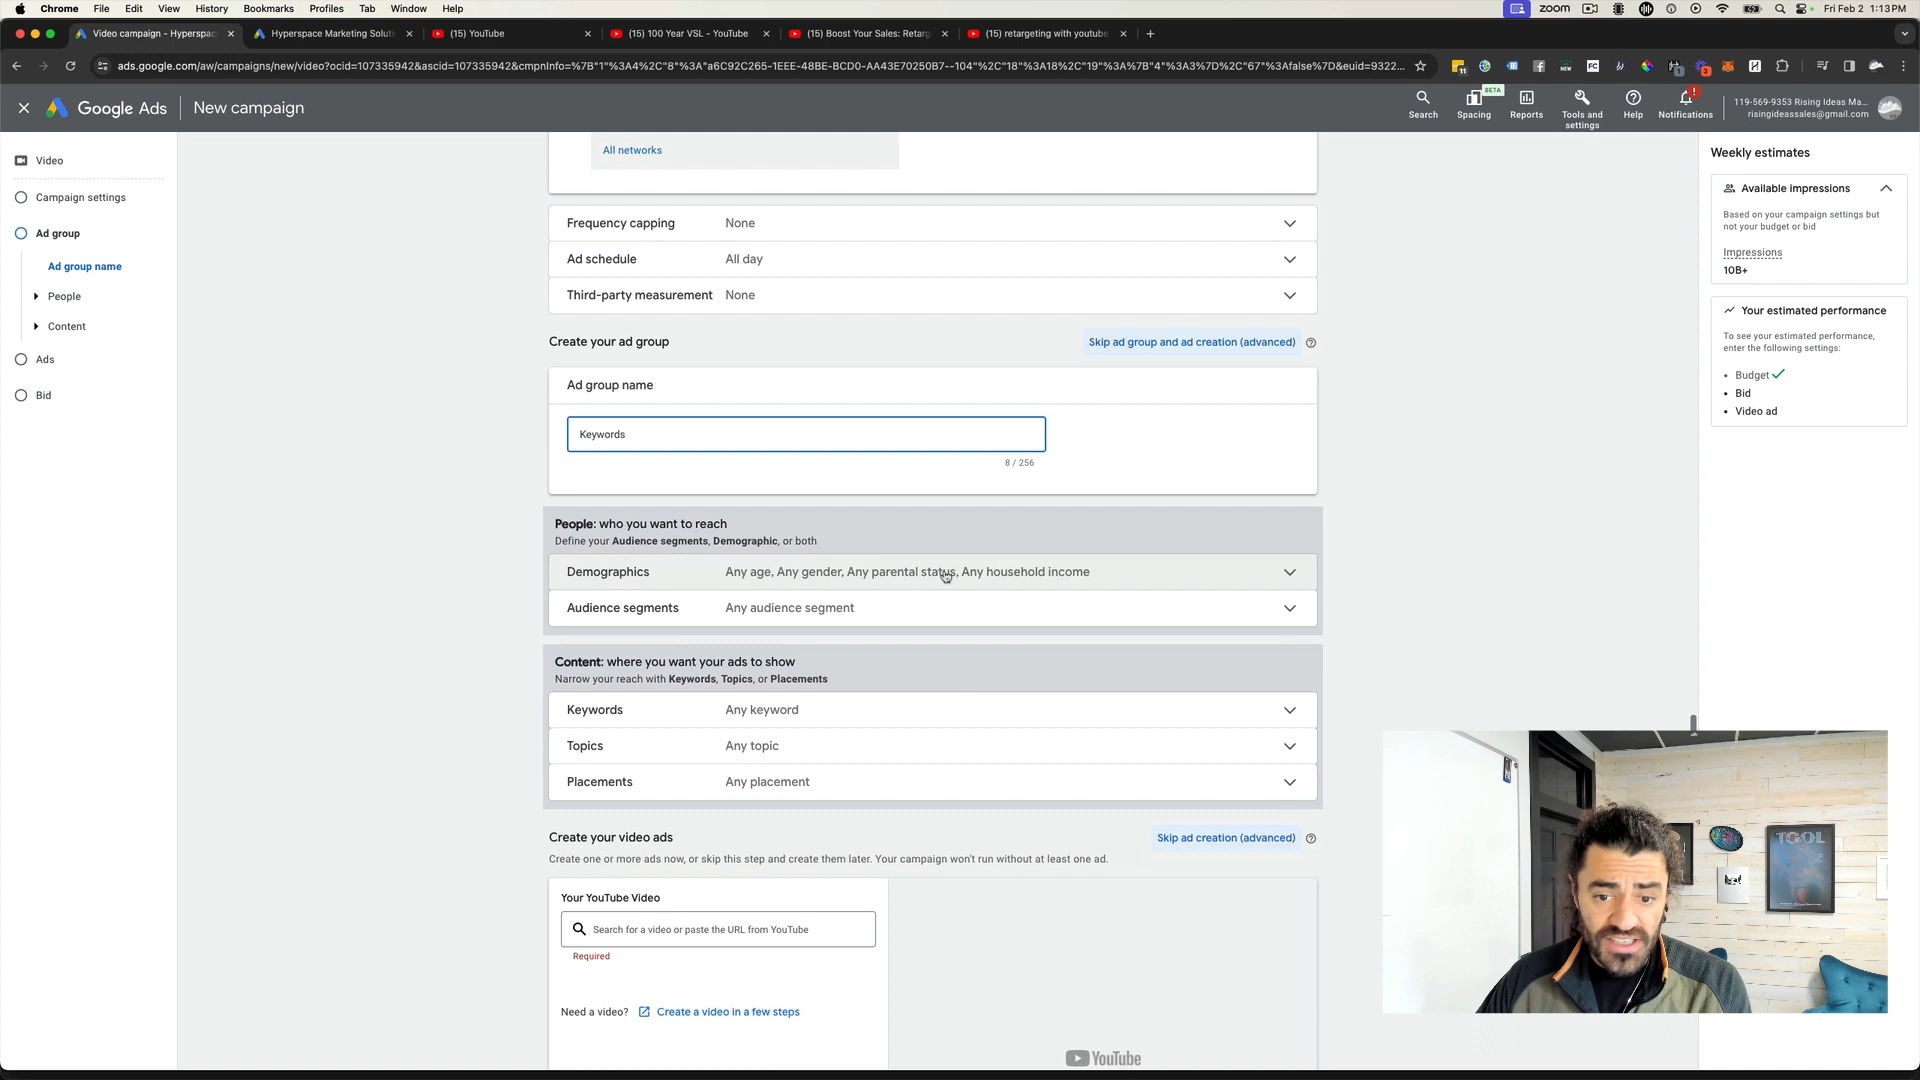 Chrome File Edit View History Bookmarks Profiles Tab Window Help
zoom Fri Feb 2 1:13 PM
Video campaign - Hyperspac
Hyperspace Marketing Soluti
(15) YouTube
(15) 100 Year VSL - YouTube
(15) Boost Your Sales: Retarg
(15) retargeting with youtube
ads.google.com/aw/campaigns/new/video?ocid=107335942&ascid=107335942&cmpnInfo=%7B"1"%3A4%2C"8"%3A"a6C92C265-1EEE-48BE-BCD0-AA43E70250B7--104"%2C"18"%3A18%2C"19"%3A%7B"4"%3A3%7D%2C"67"%3Afalse%7D&euid=9322...
Google Ads New campaign
BETA
Search Spacing Reports Tools and settings Help Notifications
119-569-9353 Rising Ideas Ma...
risingideassales@gmail.com
Video
Campaign settings
Ad group
Ad group name
People
Content
Ads
Bid
All networks
Frequency capping None
Ad schedule All day
Third-party measurement None
Create your ad group
Skip ad group and ad creation (advanced)
Ad group name
Keywords
8 / 256
People: who you want to reach
Define your Audience segments, Demographic, or both
Demographics Any age, Any gender, Any parental status, Any household income
Audience segments Any audience segment
Content: where you want your ads to show
Narrow your reach with Keywords, Topics, or Placements
Keywords Any keyword
Topics Any topic
Placements Any placement
Create your video ads
Skip ad creation (advanced)
Create one or more ads now, or skip this step and create them later. Your campaign won't run without at least one ad.
Your YouTube Video
Search for a video or paste the URL from YouTube
Required
Need a video? Create a video in a few steps
YouTube
Weekly estimates
Available impressions
Based on your campaign settings but
not your budget or bid
Impressions
10B+
Your estimated performance
To see your estimated performance,
enter the following settings:
Budget
Bid
Video ad
TOOL